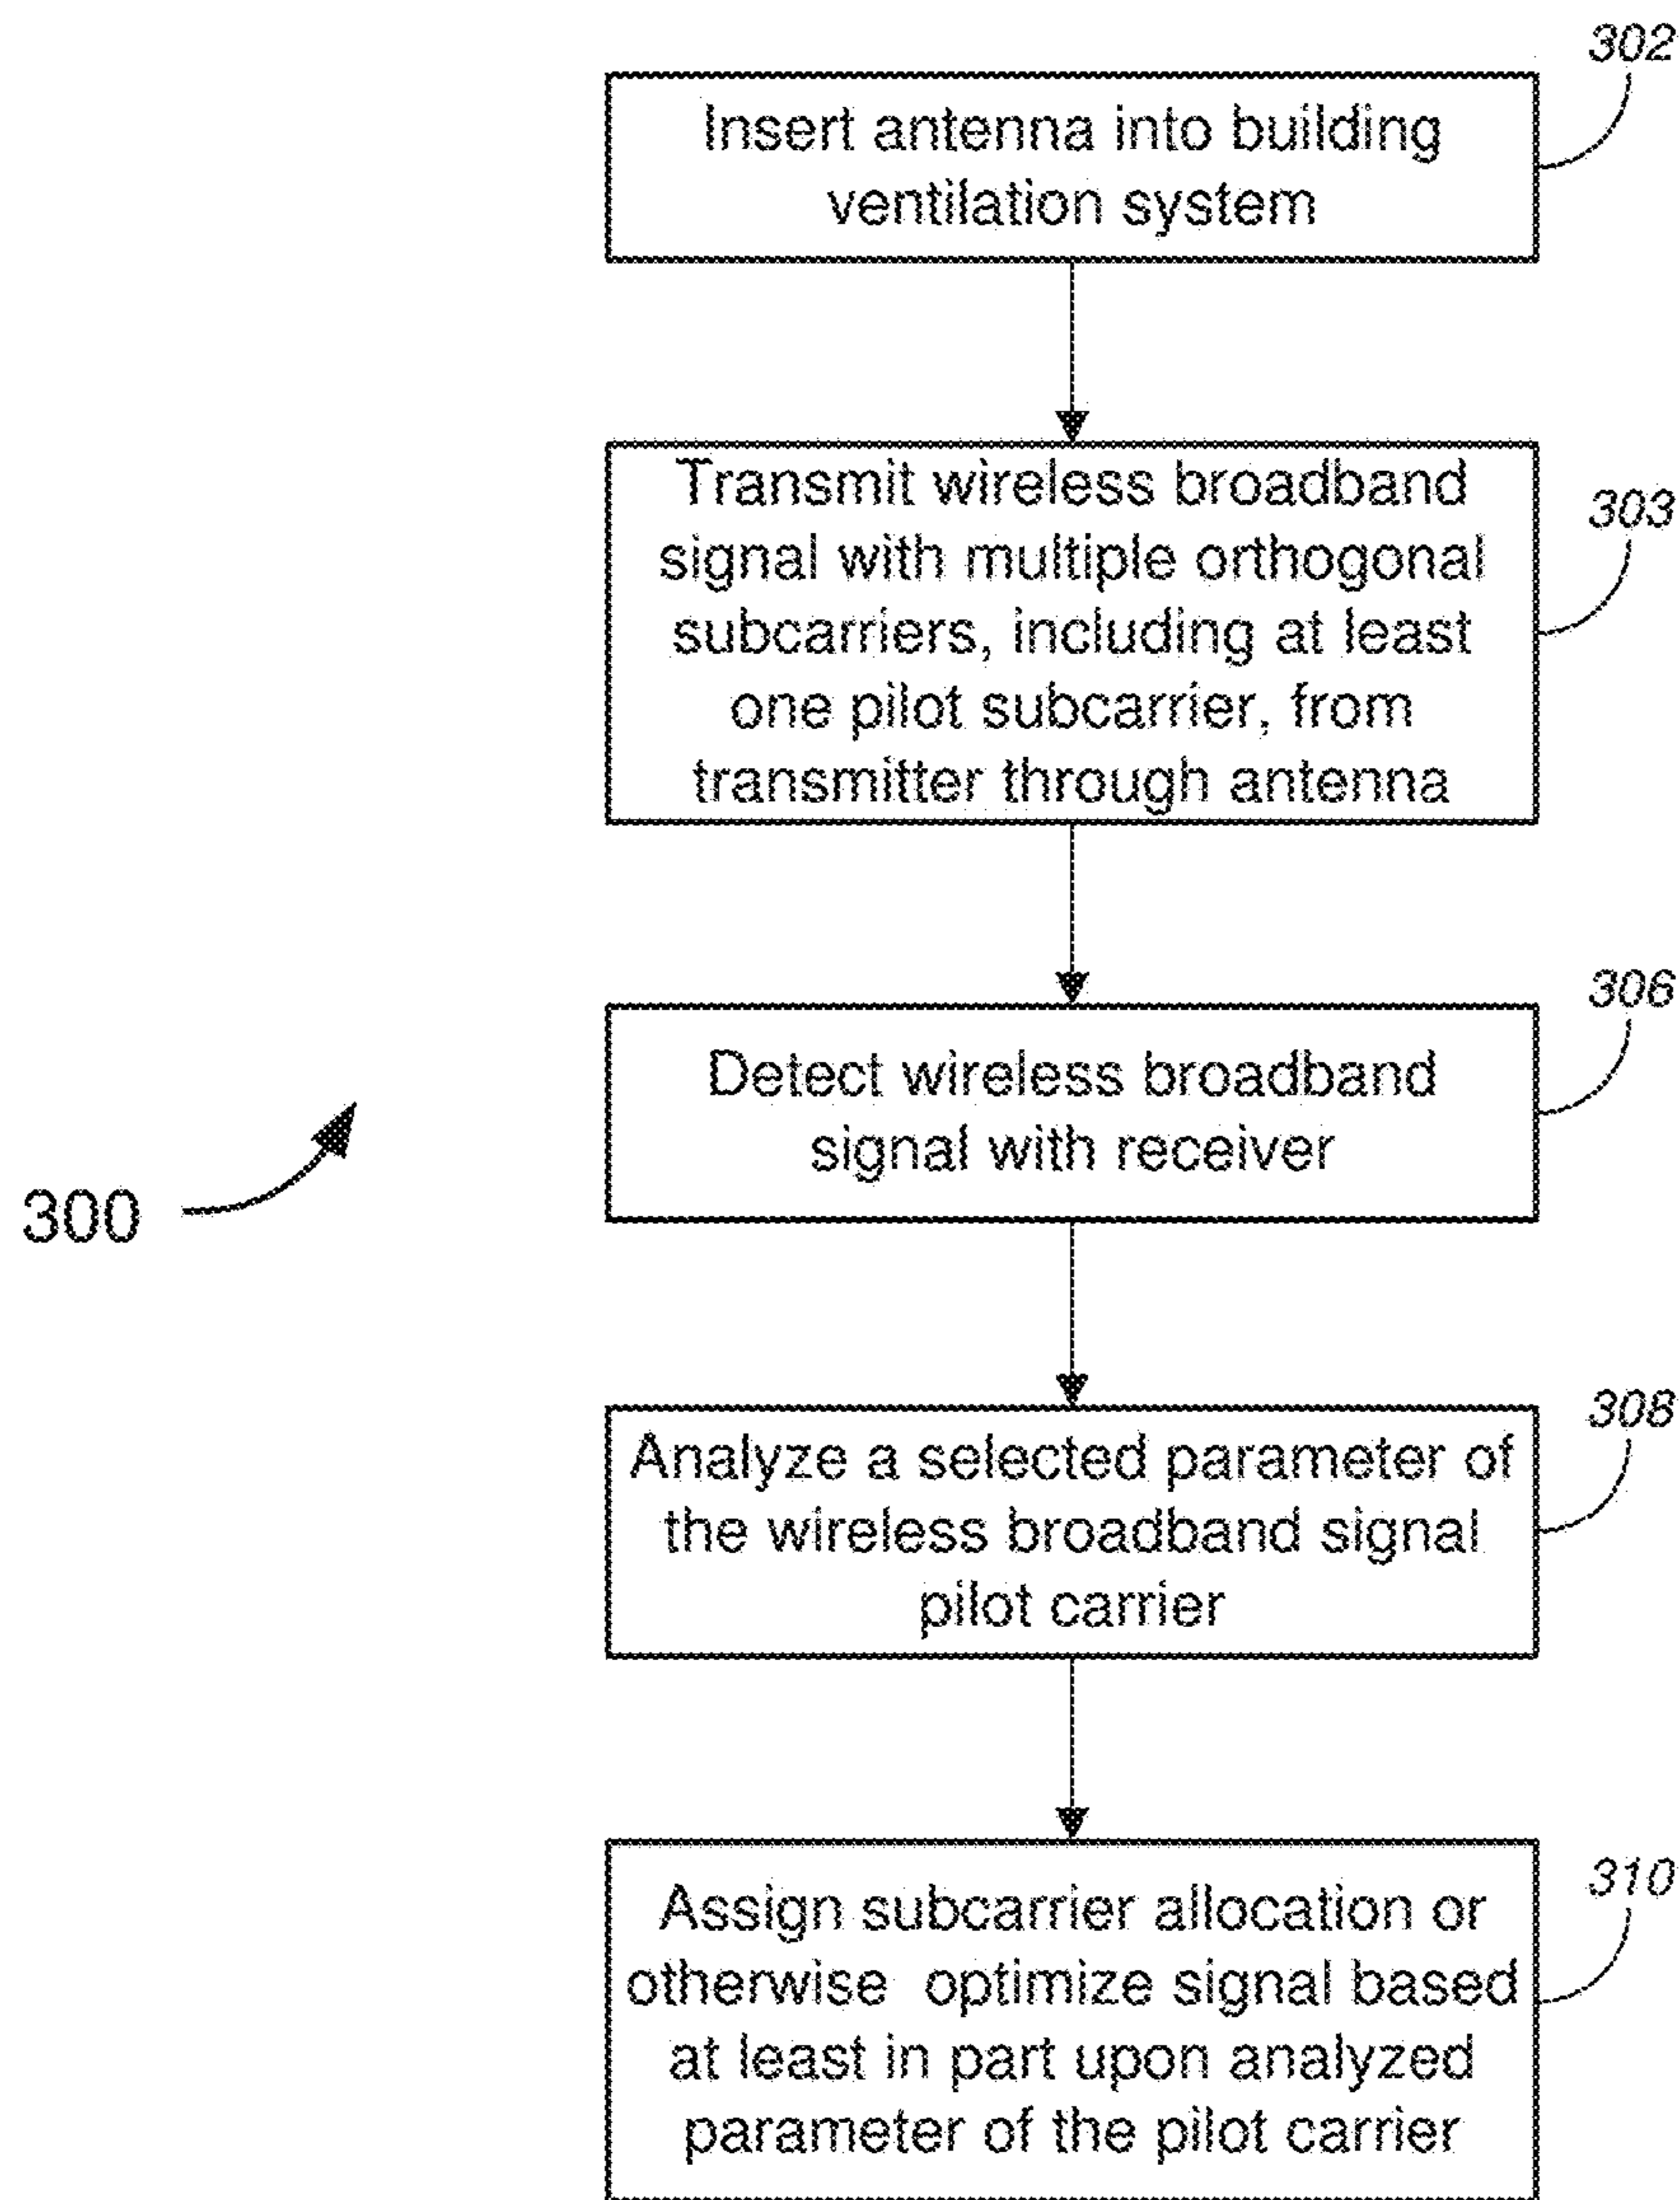 302
Insert antenna into building
ventilation system
Transmit wireless broadband
signal with multiple orthogonal
subcarriers, including at least
one pilot subcarrier, from
transmitter through antenna
303
Detect wireless broadband
signal with receiver
306
300
Analyze a selected parameter of
the wireless broadband signal
pilot carrier
308
Assign subcarrier allocation or
otherwise optimize signal based
at least in part upon analyzed
parameter of the pilot carrier
310